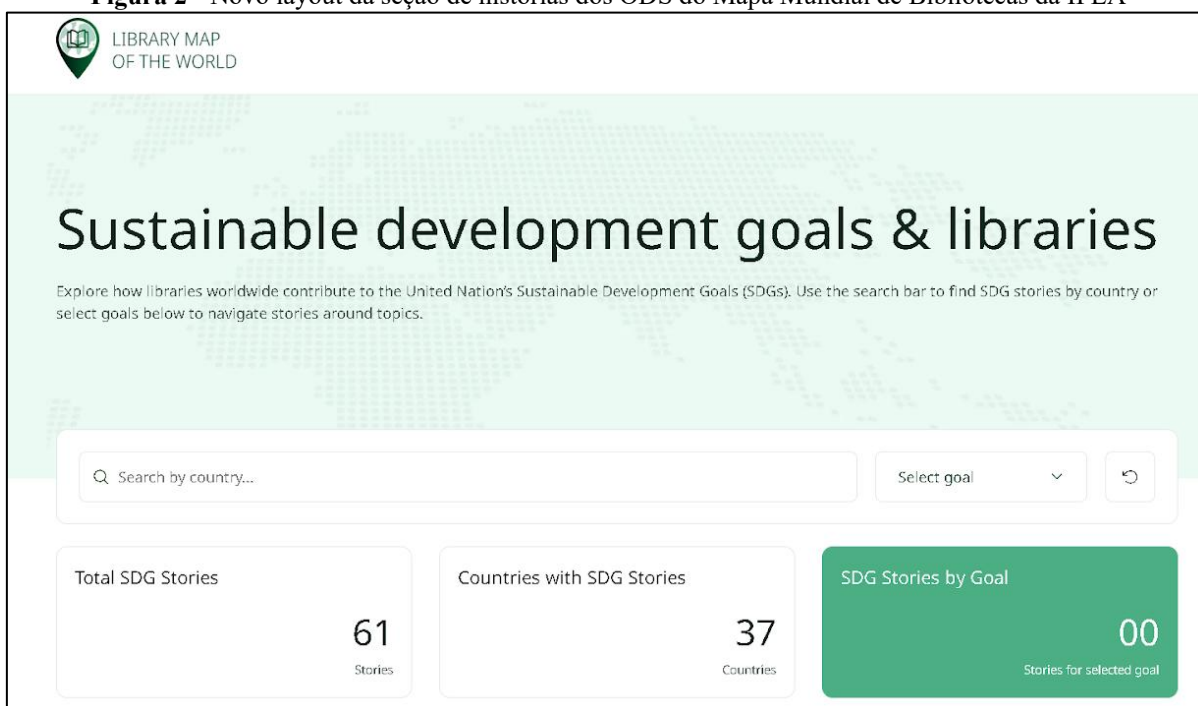 Figura 2 - Novo layout da seção de histórias dos ODS do Mapa Mundial de Bibliotecas da IFLA
LIBRARY MAP
OF THE WORLD
Sustainable development goals & libraries
Explore how libraries worldwide contribute to the United Nation's Sustainable Development Goals (SDGs). Use the search bar to find SDG stories by country or
select goals below to navigate stories around topics.
Search by country...
Select goal
Total SDG Stories
61
Stories
Countries with SDG Stories
37
Countries
SDG Stories by Goal
00
Stories for selected goal